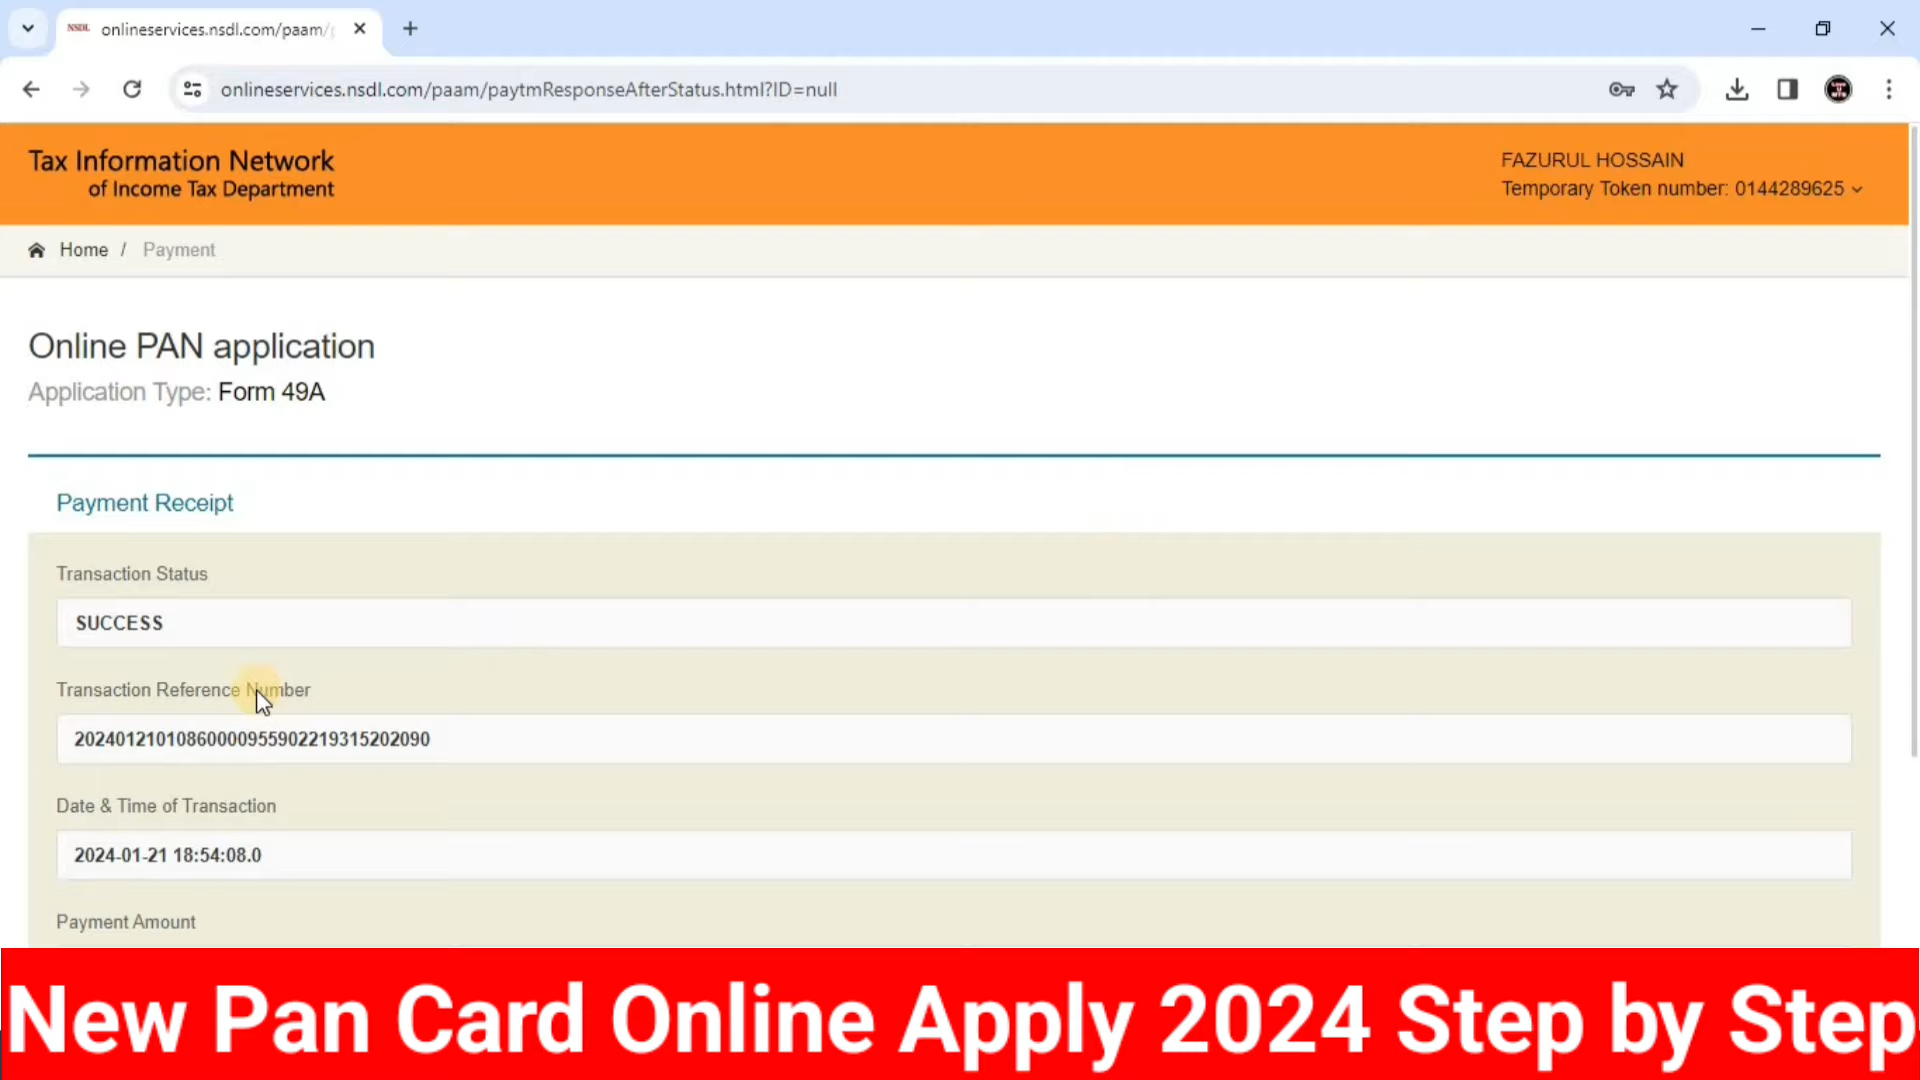 NSDL onlineservices.nsdl.com/paam/
onlineservices.nsdl.com/paam/paytmResponseAfterStatus.html?ID=null
Tax Information Network
of Income Tax Department
FAZURUL HOSSAIN
Temporary Token number: 0144289625
Home / Payment
Online PAN application
Application Type: Form 49A
Payment Receipt
Transaction Status
SUCCESS
Transaction Reference Number
20240121010860000955902219315202090
Date & Time of Transaction
2024-01-21 18:54:08.0
Payment Amount
New Pan Card Online Apply 2024 Step by Step